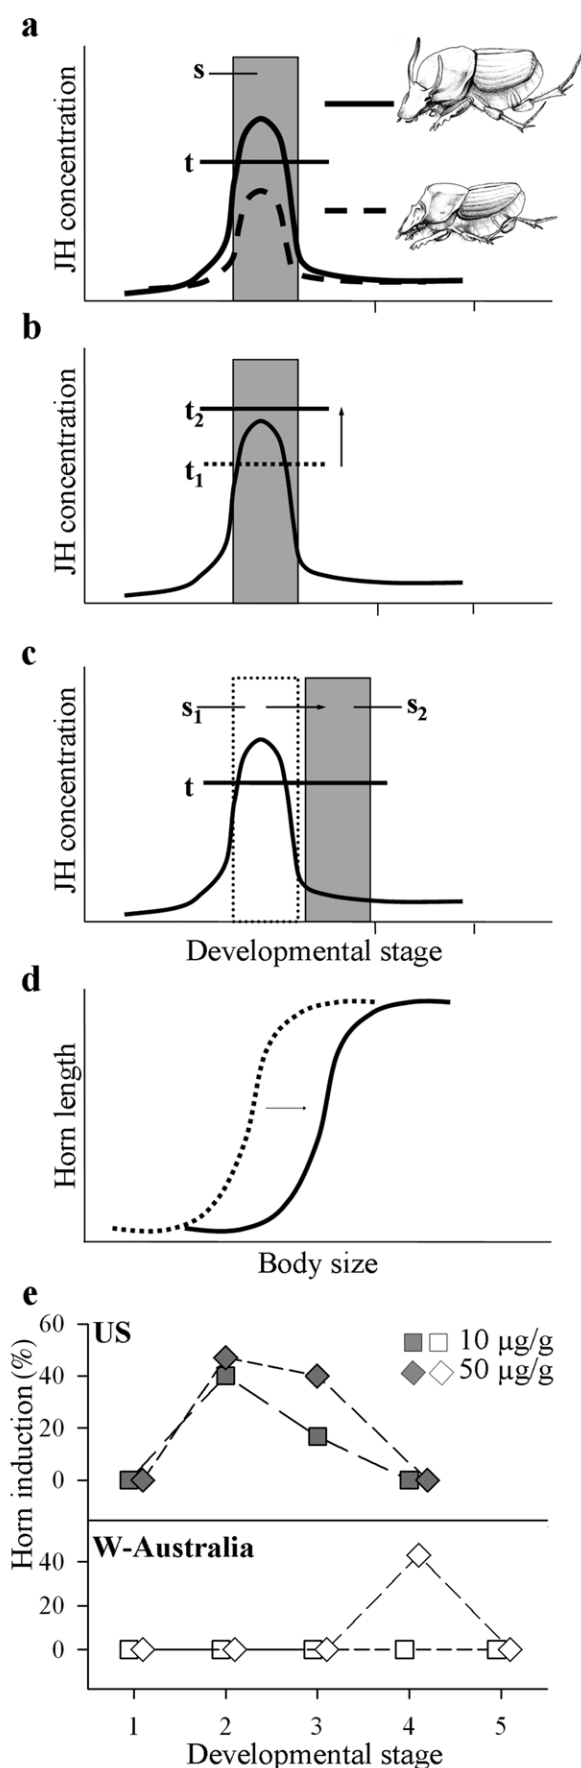 a
JH concentration
s
t
b
JH concentration
t2
t1
c
JH concentration
s1
s2
t
Developmental stage
d
Horn length
Body size
e
Horn induction (%)
US
10 µg/g
50 µg/g
60
40
20
0
W-Australia
40
20
0
1 2 3 4 5
Developmental stage